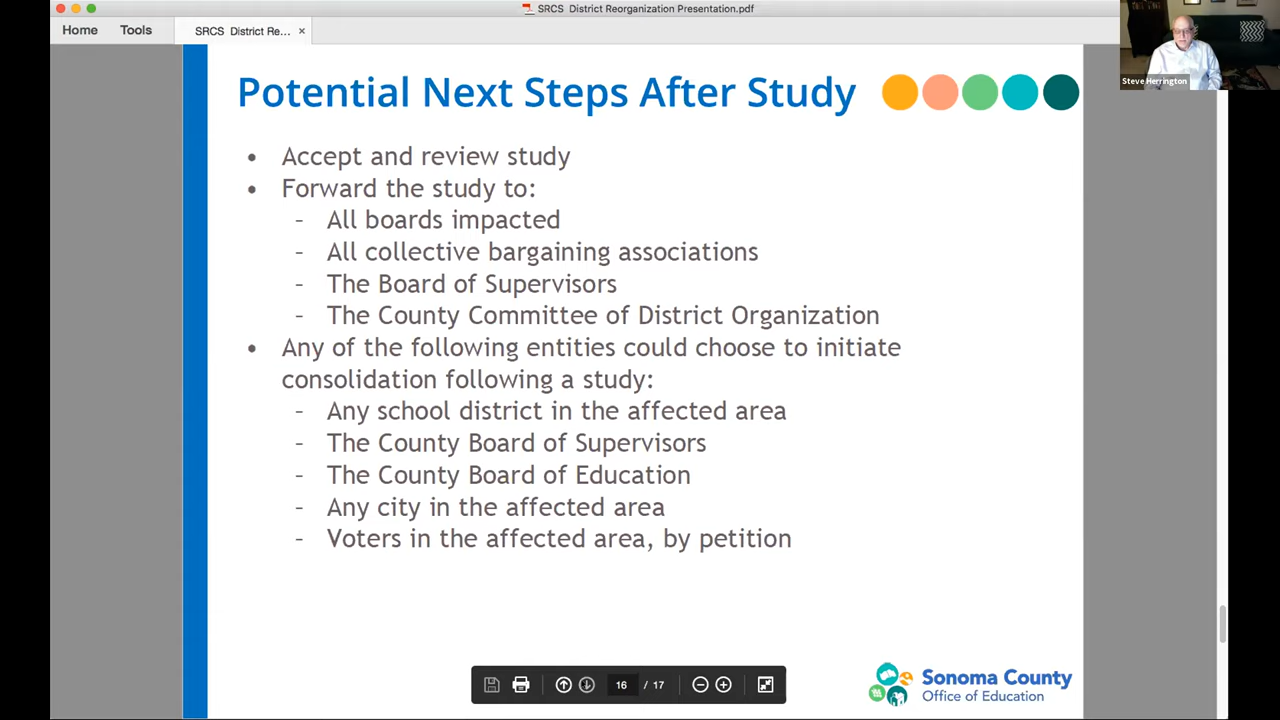 SRCS District Reorganization Presentation.pdf
Home
Tools
SRCS District Re...
×
Steve Herrington
Potential Next Steps After Study
• Accept and review study
• Forward the study to:
- All boards impacted
- All collective bargaining associations
- The Board of Supervisors
- The County Committee of District Organization
• Any of the following entities could choose to initiate
consolidation following a study:
- Any school district in the affected area
- The County Board of Supervisors
- The County Board of Education
- Any city in the affected area
- Voters in the affected area, by petition
16 / 17
Sonoma County
Office of Education